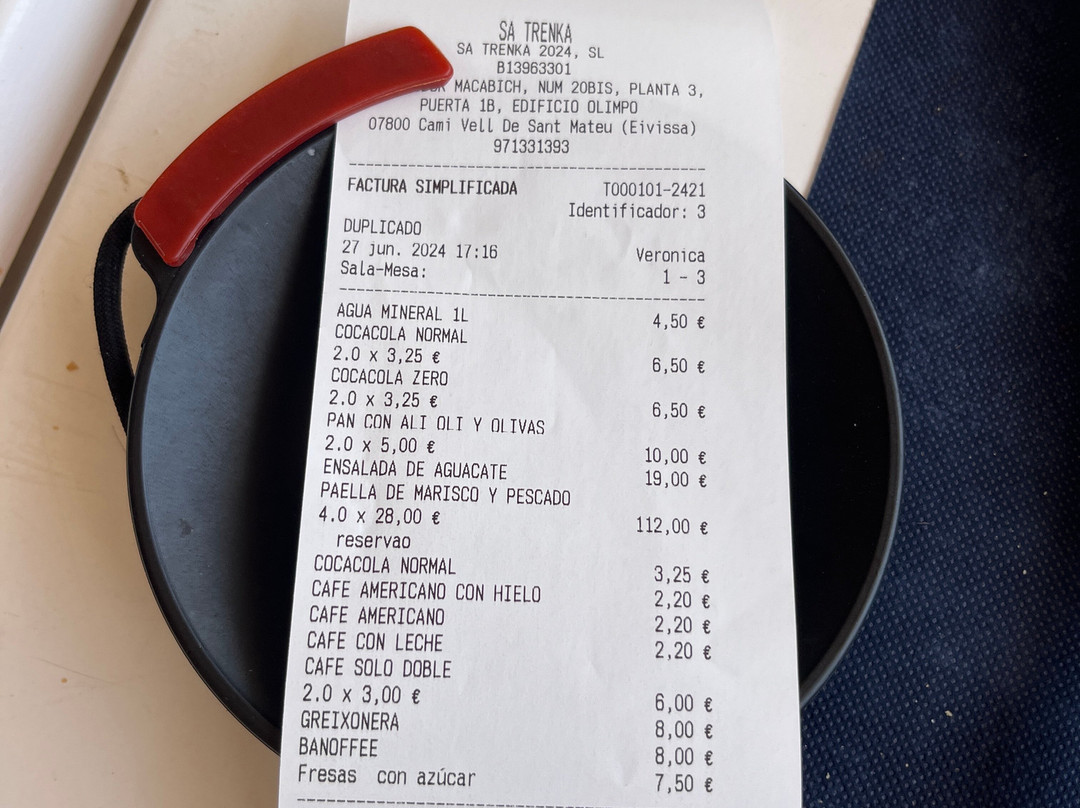 SA TRENKA
SA TRENKA 2024, SL
B13963301
MACABICH, NUM 20BIS, PLANTA 3,
PUERTA 1B, EDIFICIO OLIMPO
07800 Cami Vell De Sant Mateu (Eivissa)
971331393
FACTURA SIMPLIFICADA T000101-2421
Identificador: 3
DUPLICADO
27 jun. 2024 17:16 Veronica
Sala-Mesa: 1 - 3
AGUA MINERAL 1L 4,50 €
COCACOLA NORMAL
2.0 x 3,25 € 6,50 €
COCACOLA ZERO
2.0 x 3,25 € 6,50 €
PAN CON ALI OLI Y OLIVAS
2.0 x 5,00 € 10,00 €
ENSALADA DE AGUACATE 19,00 €
PAELLA DE MARISCO Y PESCADO
4.0 x 28,00 € 112,00 €
reservao
COCACOLA NORMAL 3,25 €
CAFE AMERICANO CON HIELO 2,20 €
CAFE AMERICANO 2,20 €
CAFE CON LECHE 2,20 €
CAFE SOLO DOBLE
2.0 x 3,00 € 6,00 €
GREIXONERA 8,00 €
BANOFFEE 8,00 €
Fresas con azúcar 7,50 €